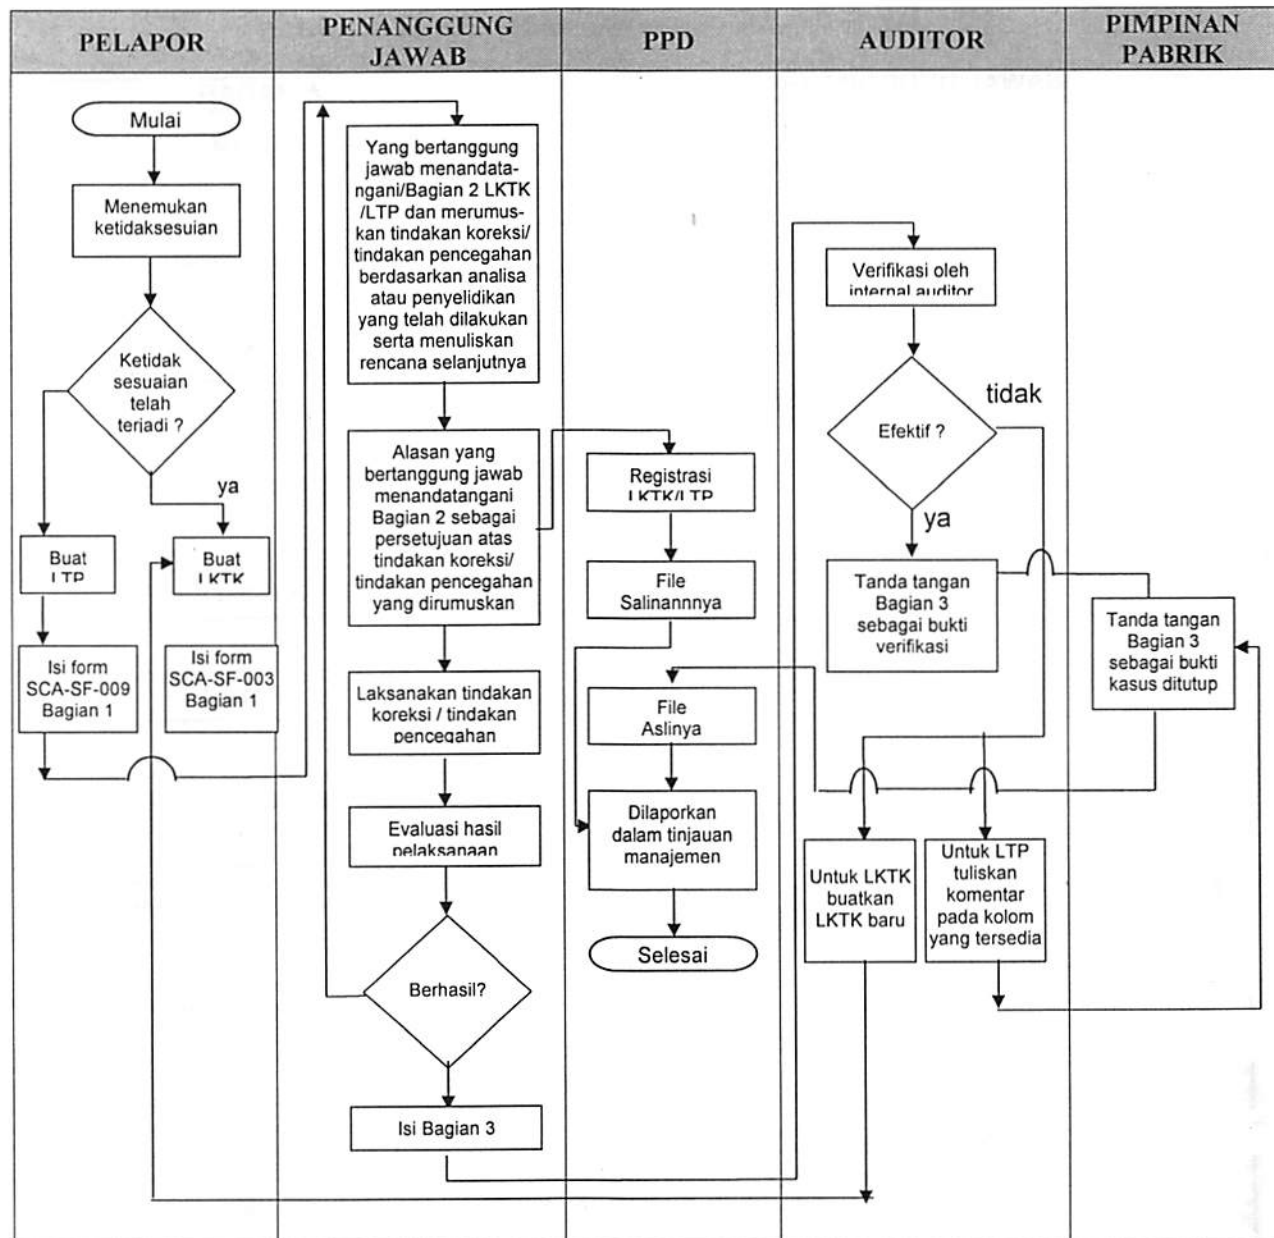 PELAPOR
PENANGGUNG
JAWAB
PPD
AUDITOR
PIMPINAN
PABRIK
Mulai
Menemukan
ketidaksesuian
Ketidak
sesuaian
telah
terjadi ?
ya
Buat
LTP
Buat
LKTK
Isi form
SCA-SF-009
Bagian 1
Isi form
SCA-SF-003
Bagian 1
Yang bertanggung
jawab menandata-
ngani/Bagian 2 LKTK
/LTP dan merumus-
kan tindakan koreksi/
tindakan pencegahan
berdasarkan analisa
atau penyelidikan
yang telah dilakukan
serta menuliskan
rencana selanjutnya
Alasan yang
bertanggung jawab
menandatangani
Bagian 2 sebagai
persetujuan atas
tindakan koreksi/
tindakan pencegahan
yang dirumuskan
Laksanakan tindakan
koreksi / tindakan
pencegahan
Evaluasi hasil
pelaksanaan
Berhasil?
Isi Bagian 3
Registrasi
LKTK/LTP
File
Salinannnya
File
Aslinya
Dilaporkan
dalam tinjauan
manajemen
Selesai
Verifikasi oleh
internal auditor
Efektif ?
tidak
ya
Tanda tangan
Bagian 3
sebagai bukti
verifikasi
Untuk LKTK
buatkan
LKTK baru
Untuk LTP
tuliskan
komentar
pada kolom
yang tersedia
Tanda tangan
Bagian 3
sebagai bukti
kasus ditutup